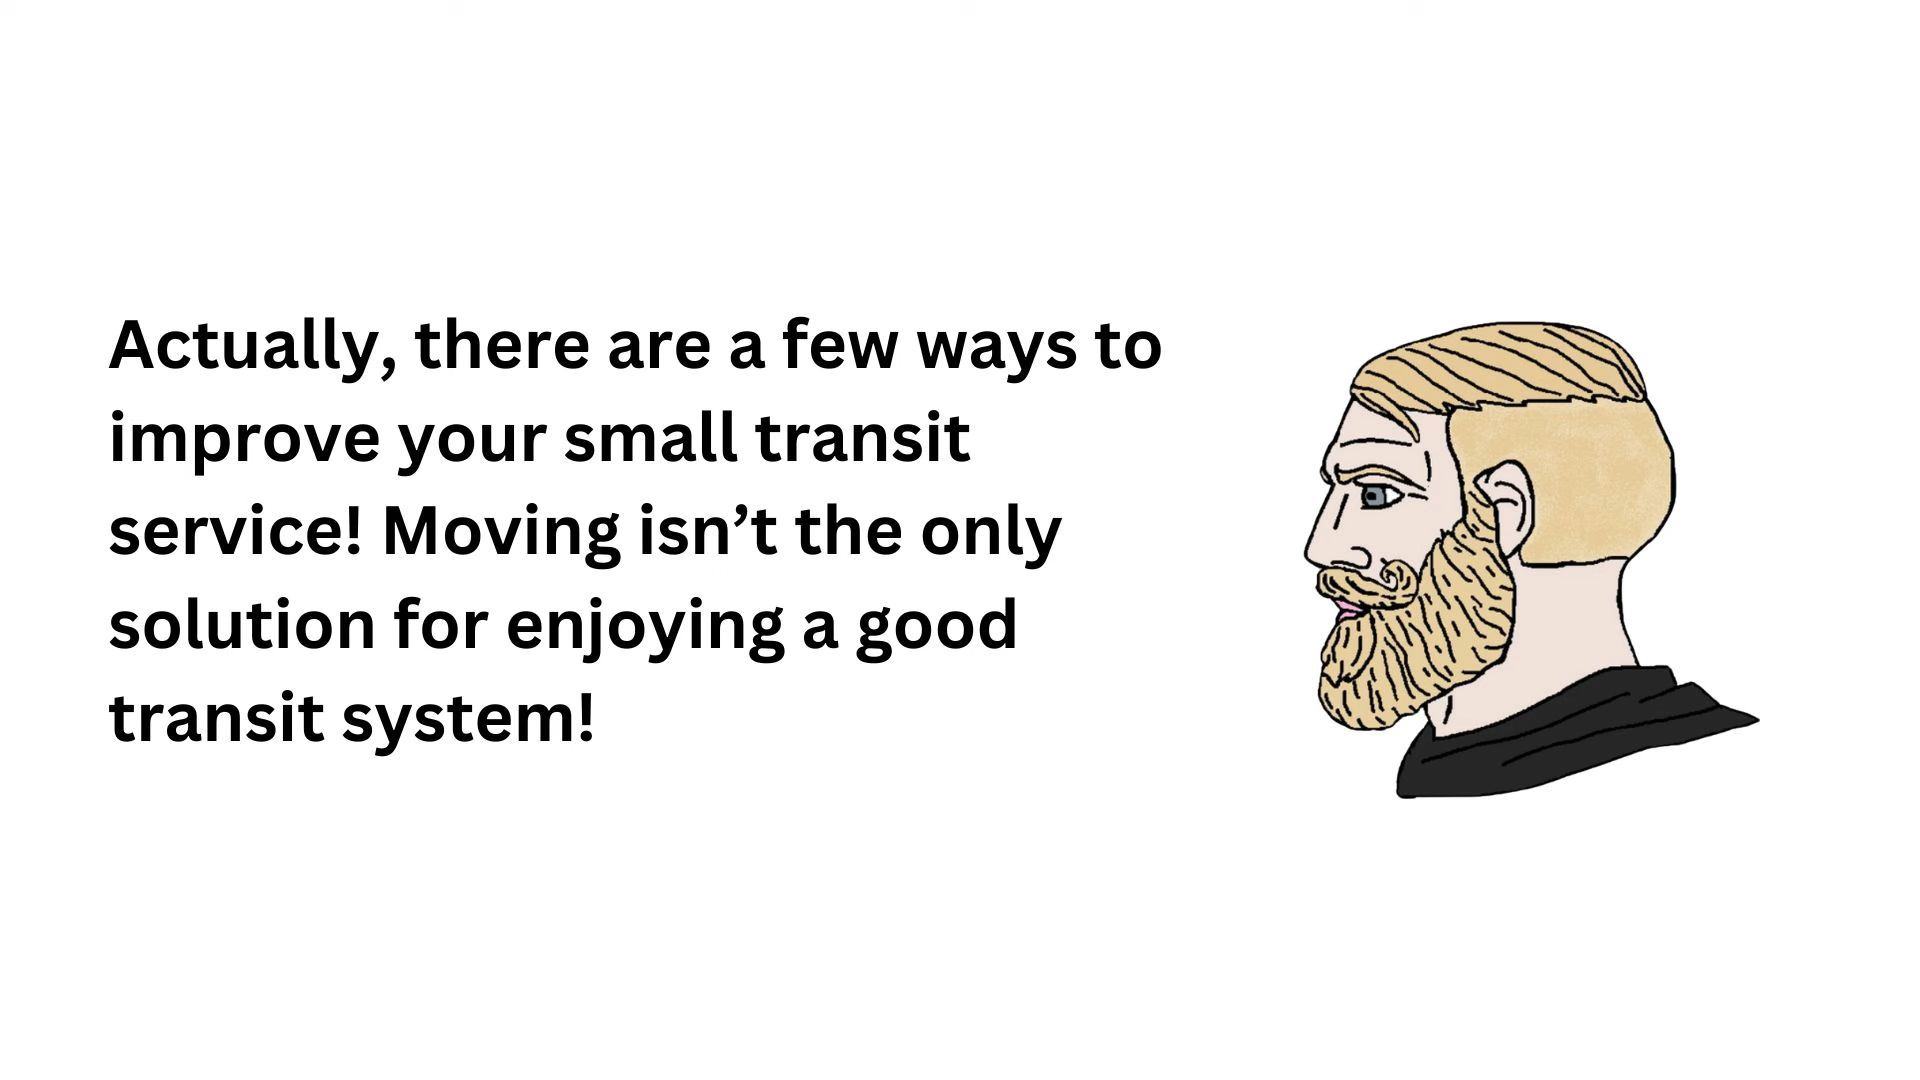 Actually, there are a few ways to
improve your small transit
service! Moving isn’t the only
solution for enjoying a good
transit system!